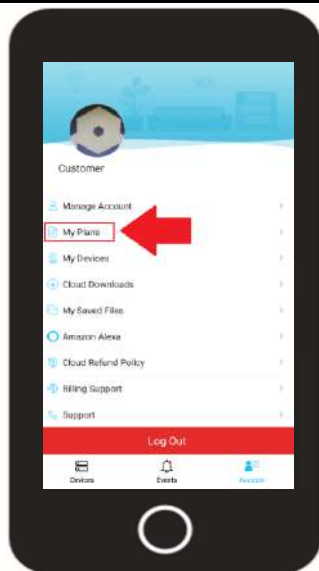 Customer
Manage Account
My Plans
My Devices
Cloud Downloads
My Saved Files
Amazon Alexa
Cloud Refund Policy
Billing Support
Support
Log Out
Devices Events Account